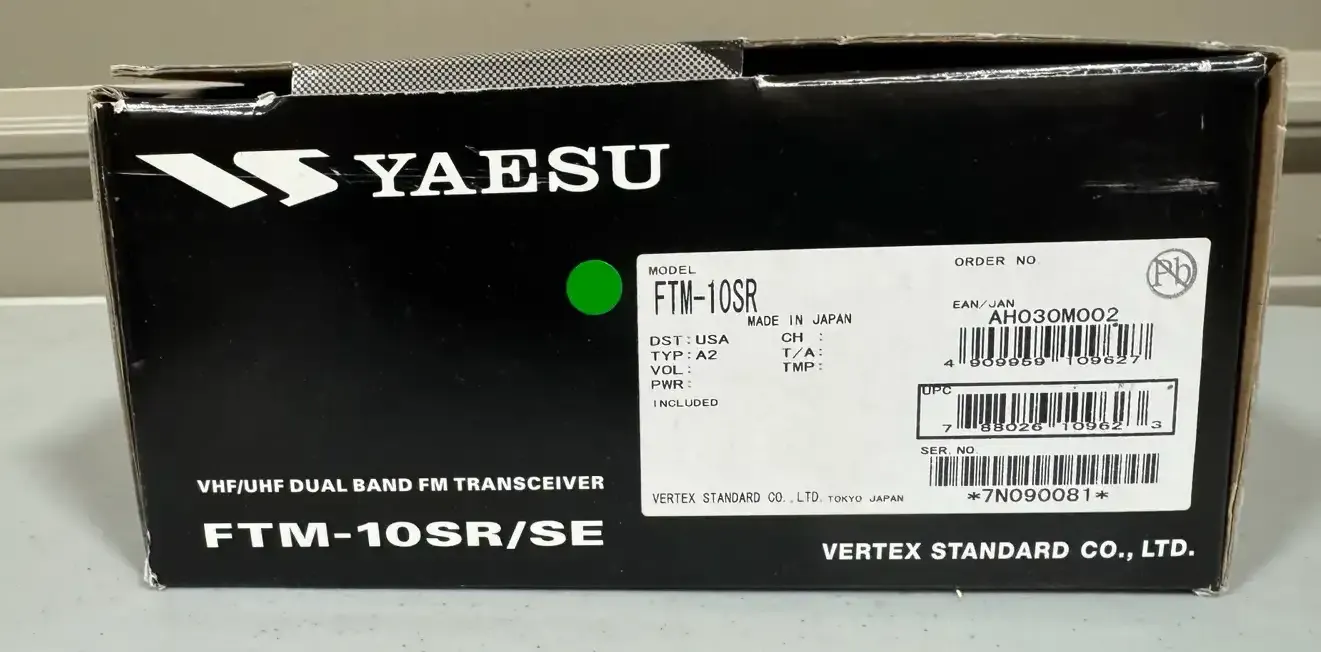 YAESU
MODEL
FTM-10SR
MADE IN JAPAN
DST:USA
CH :
TYP:A2
T/A:
VOL:
TMP:
PWR:
INCLUDED
ORDER NO.
Pb
EAN/JAN
AH030M002
4 909959 109627
UPC
7 88026 10962 3
SER. NO.
*7N090081*
VERTEX STANDARD CO.,LTD. TOKYO JAPAN
VHF/UHF DUAL BAND FM TRANSCEIVER
FTM-10SR/SE
VERTEX STANDARD CO., LTD.